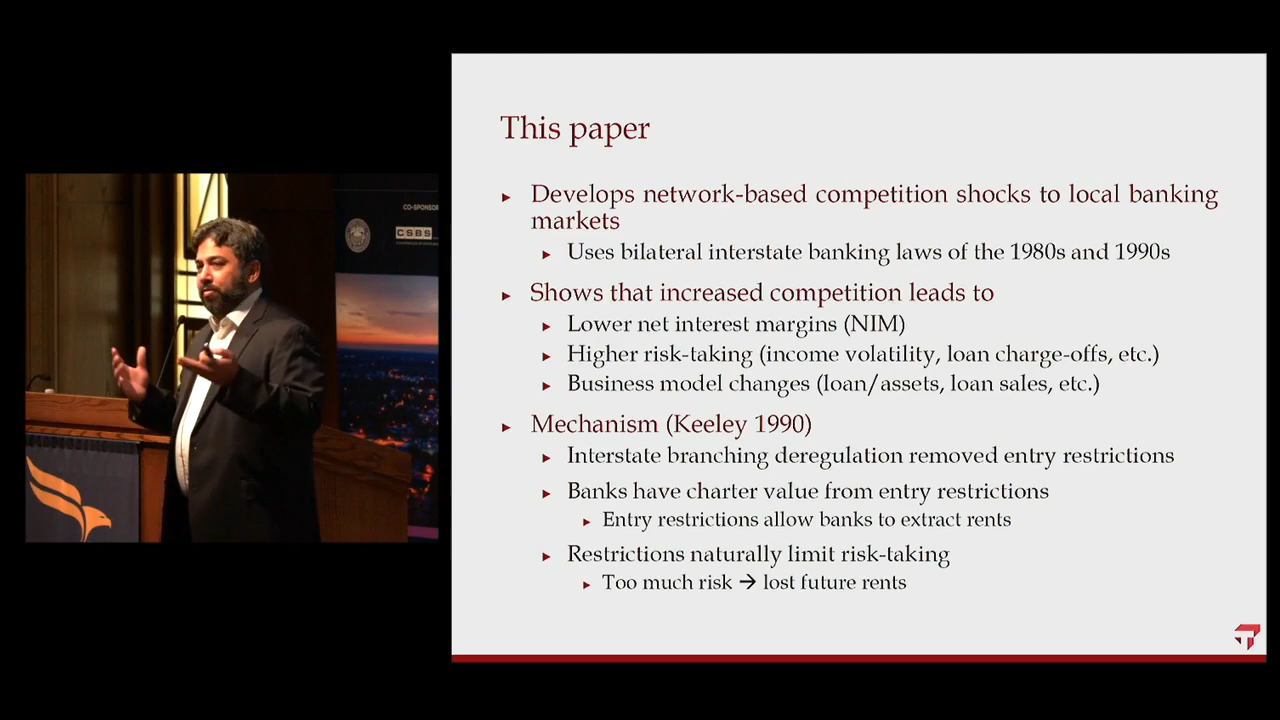 CO-SPONSOR
CSBS
This paper
Develops network-based competition shocks to local banking
markets
Uses bilateral interstate banking laws of the 1980s and 1990s
Shows that increased competition leads to
Lower net interest margins (NIM)
Higher risk-taking (income volatility, loan charge-offs, etc.)
Business model changes (loan/assets, loan sales, etc.)
Mechanism (Keeley 1990)
Interstate branching deregulation removed entry restrictions
Banks have charter value from entry restrictions
Entry restrictions allow banks to extract rents
Restrictions naturally limit risk-taking
Too much risk → lost future rents